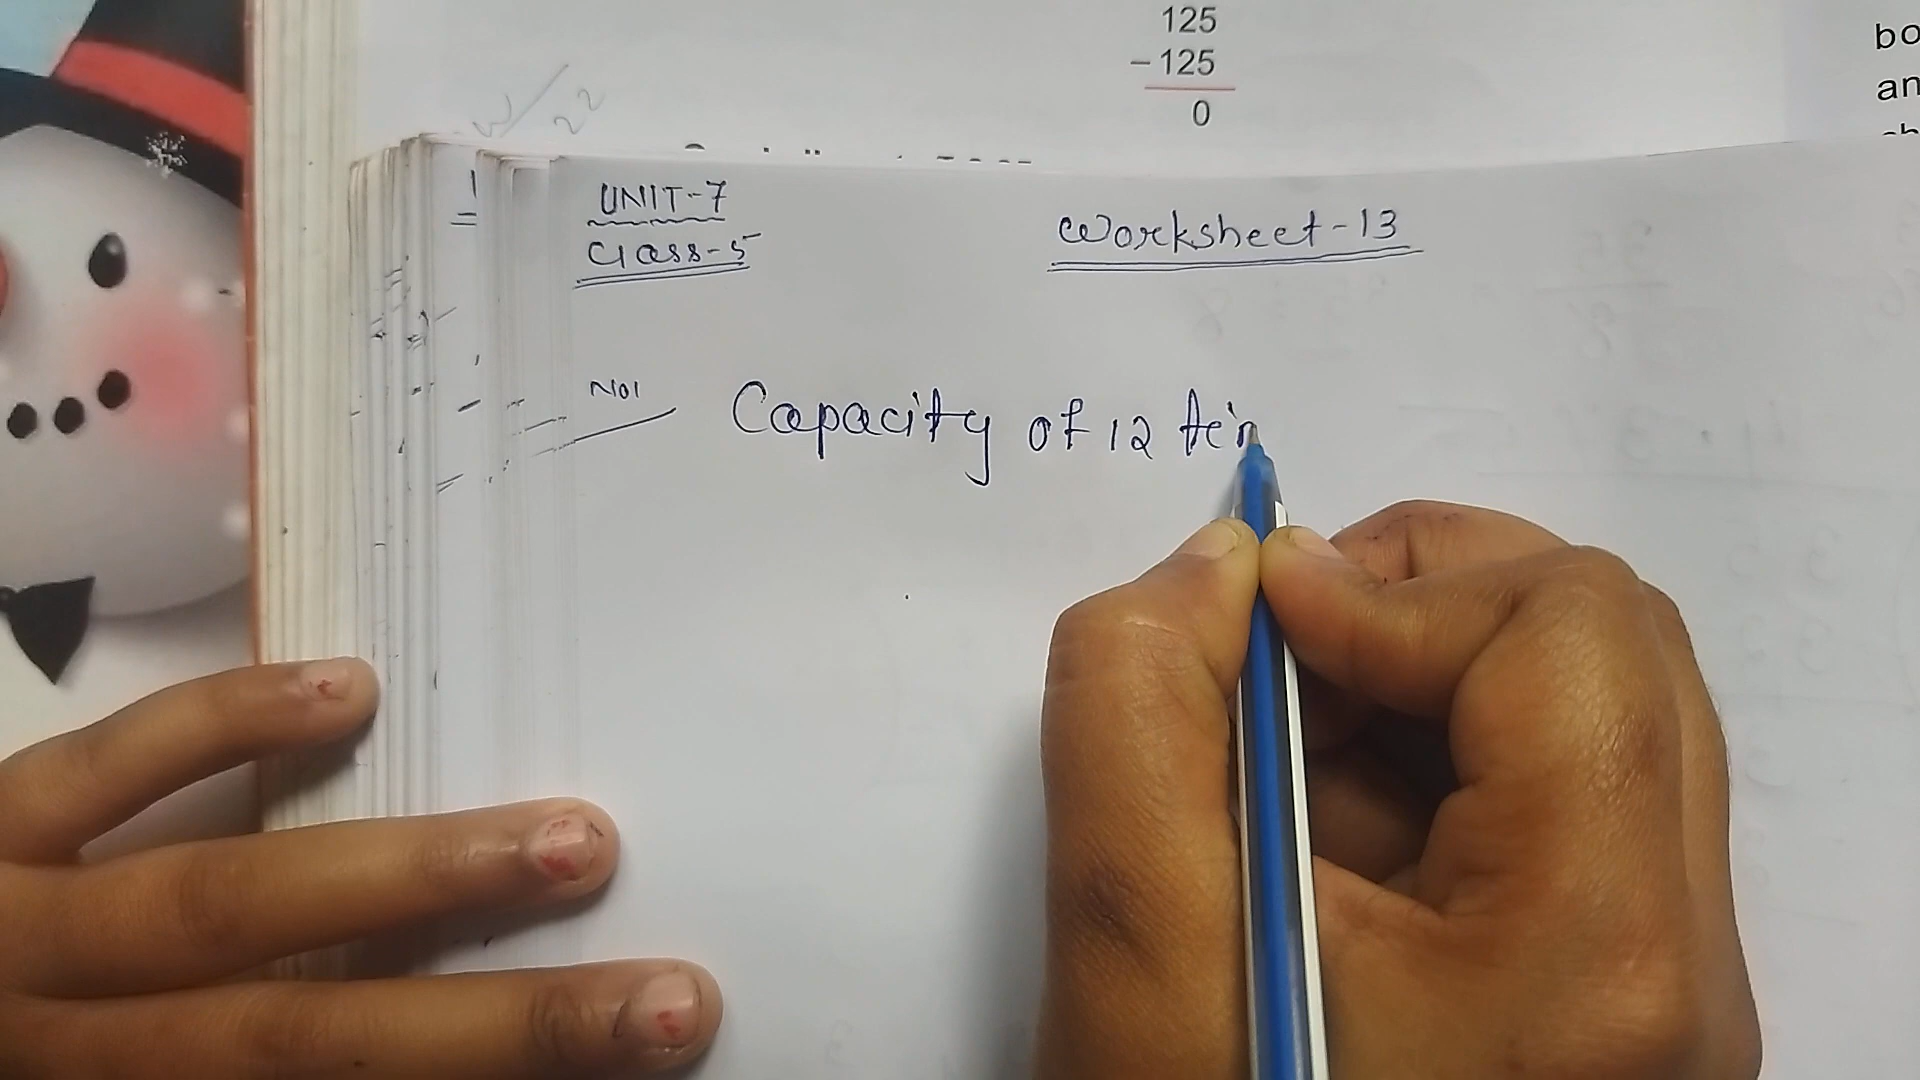 125
- 125
0
bo
an
UNIT-7
Class-5
Worksheet-13
No1
Capacity of 12 tin